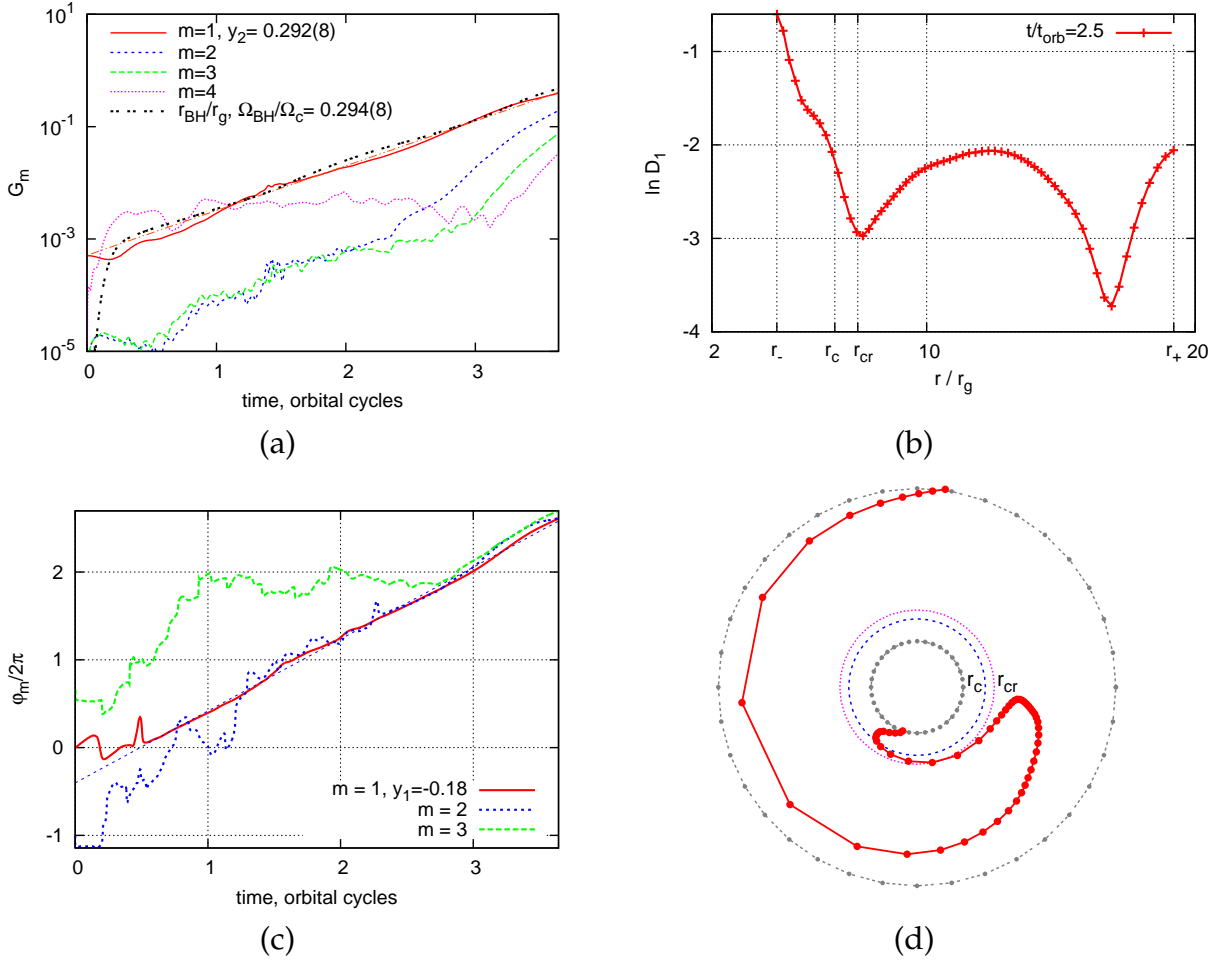 10^1
10^-1
10^-3
10^-5
G_m
m=1, y_2= 0.292(8)
m=2
m=3
m=4
r_BH/r_g, Ω_BH/Ω_c= 0.294(8)
0 1 2 3
time, orbital cycles
(a)
-1
-2
-3
-4
ln D_1
t/t_orb=2.5
2 r_- r_c r_cr 10 r_+ 20
r / r_g
(b)
2
1
0
-1
φ_m/2π
m = 1, y_1=-0.18
m = 2
m = 3
0 1 2 3
time, orbital cycles
(c)
r_c r_cr
(d)